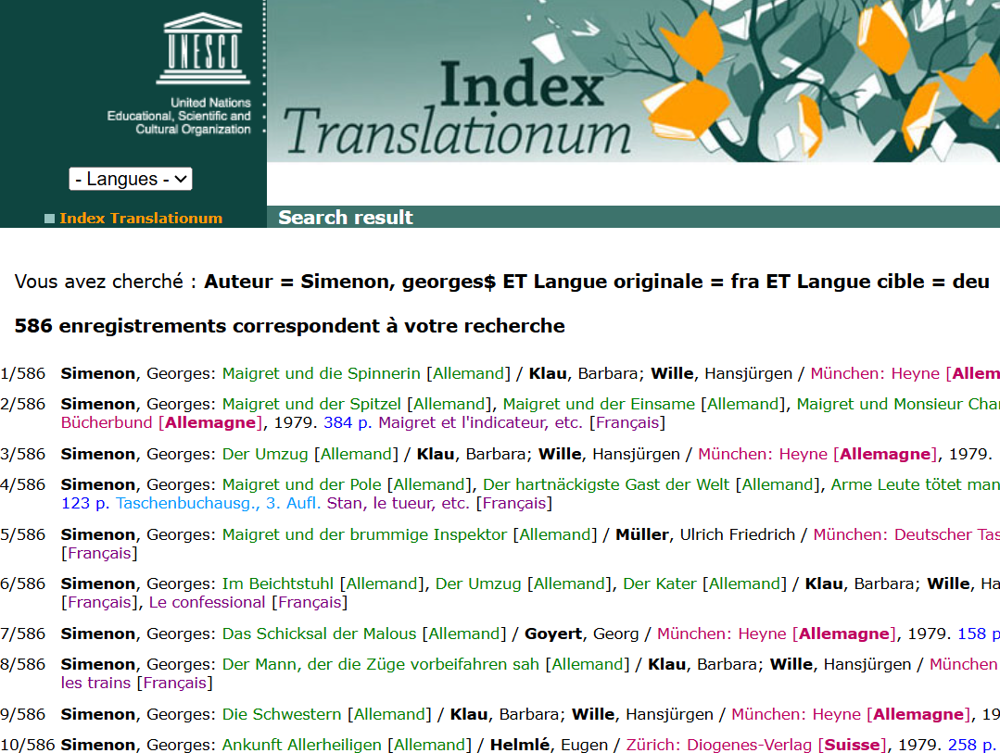 UNESCO
United Nations
Educational, Scientific and
Cultural Organization
Index
Translationum
- Langues -
Index Translationum
Search result
Vous avez cherché : Auteur = Simenon, georges$ ET Langue originale = fra ET Langue cible = deu
586 enregistrements correspondent à votre recherche
1/586 Simenon, Georges: Maigret und die Spinnerin [Allemand] / Klau, Barbara; Wille, Hansjürgen / München: Heyne [Allem
2/586 Simenon, Georges: Maigret und der Spitzel [Allemand], Maigret und der Einsame [Allemand], Maigret und Monsieur Char
Bücherbund [Allemagne], 1979. 384 p. Maigret et l'indicateur, etc. [Français]
3/586 Simenon, Georges: Der Umzug [Allemand] / Klau, Barbara; Wille, Hansjürgen / München: Heyne [Allemagne], 1979.
4/586 Simenon, Georges: Maigret und der Pole [Allemand], Der hartnäckigste Gast der Welt [Allemand], Arme Leute tötet man
123 p. Taschenbuchausg., 3. Aufl. Stan, le tueur, etc. [Français]
5/586 Simenon, Georges: Maigret und der brummige Inspektor [Allemand] / Müller, Ulrich Friedrich / München: Deutscher Tas
[Français]
6/586 Simenon, Georges: Im Beichtstuhl [Allemand], Der Umzug [Allemand], Der Kater [Allemand] / Klau, Barbara; Wille, Ha
[Français], Le confessional [Français]
7/586 Simenon, Georges: Das Schicksal der Malous [Allemand] / Goyert, Georg / München: Heyne [Allemagne], 1979. 158 p
8/586 Simenon, Georges: Der Mann, der die Züge vorbeifahren sah [Allemand] / Klau, Barbara; Wille, Hansjürgen / München
les trains [Français]
9/586 Simenon, Georges: Die Schwestern [Allemand] / Klau, Barbara; Wille, Hansjürgen / München: Heyne [Allemagne], 19
10/586 Simenon, Georges: Ankunft Allerheiligen [Allemand] / Helmlé, Eugen / Zürich: Diogenes-Verlag [Suisse], 1979. 258 p.